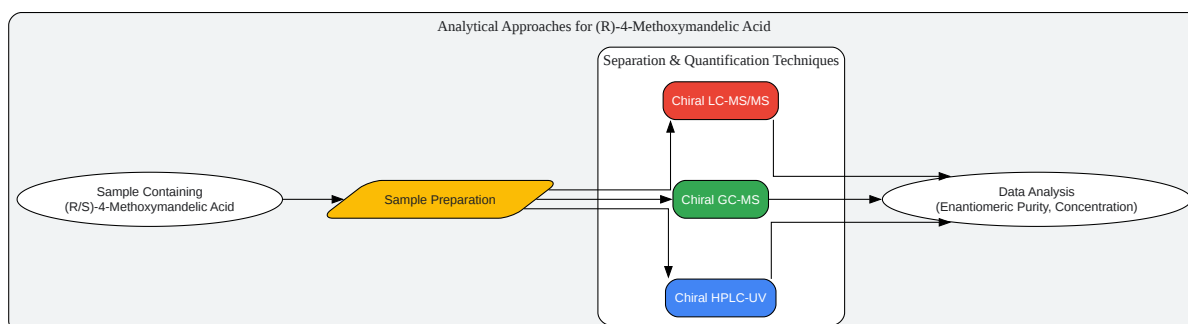 Analytical Approaches for (R)-4-Methoxymandelic Acid
Separation & Quantification Techniques
Chiral LC-MS/MS
Sample Containing
(R/S)-4-Methoxymandelic Acid
Sample Preparation
Chiral GC-MS
Data Analysis
(Enantiomeric Purity, Concentration)
Chiral HPLC-UV